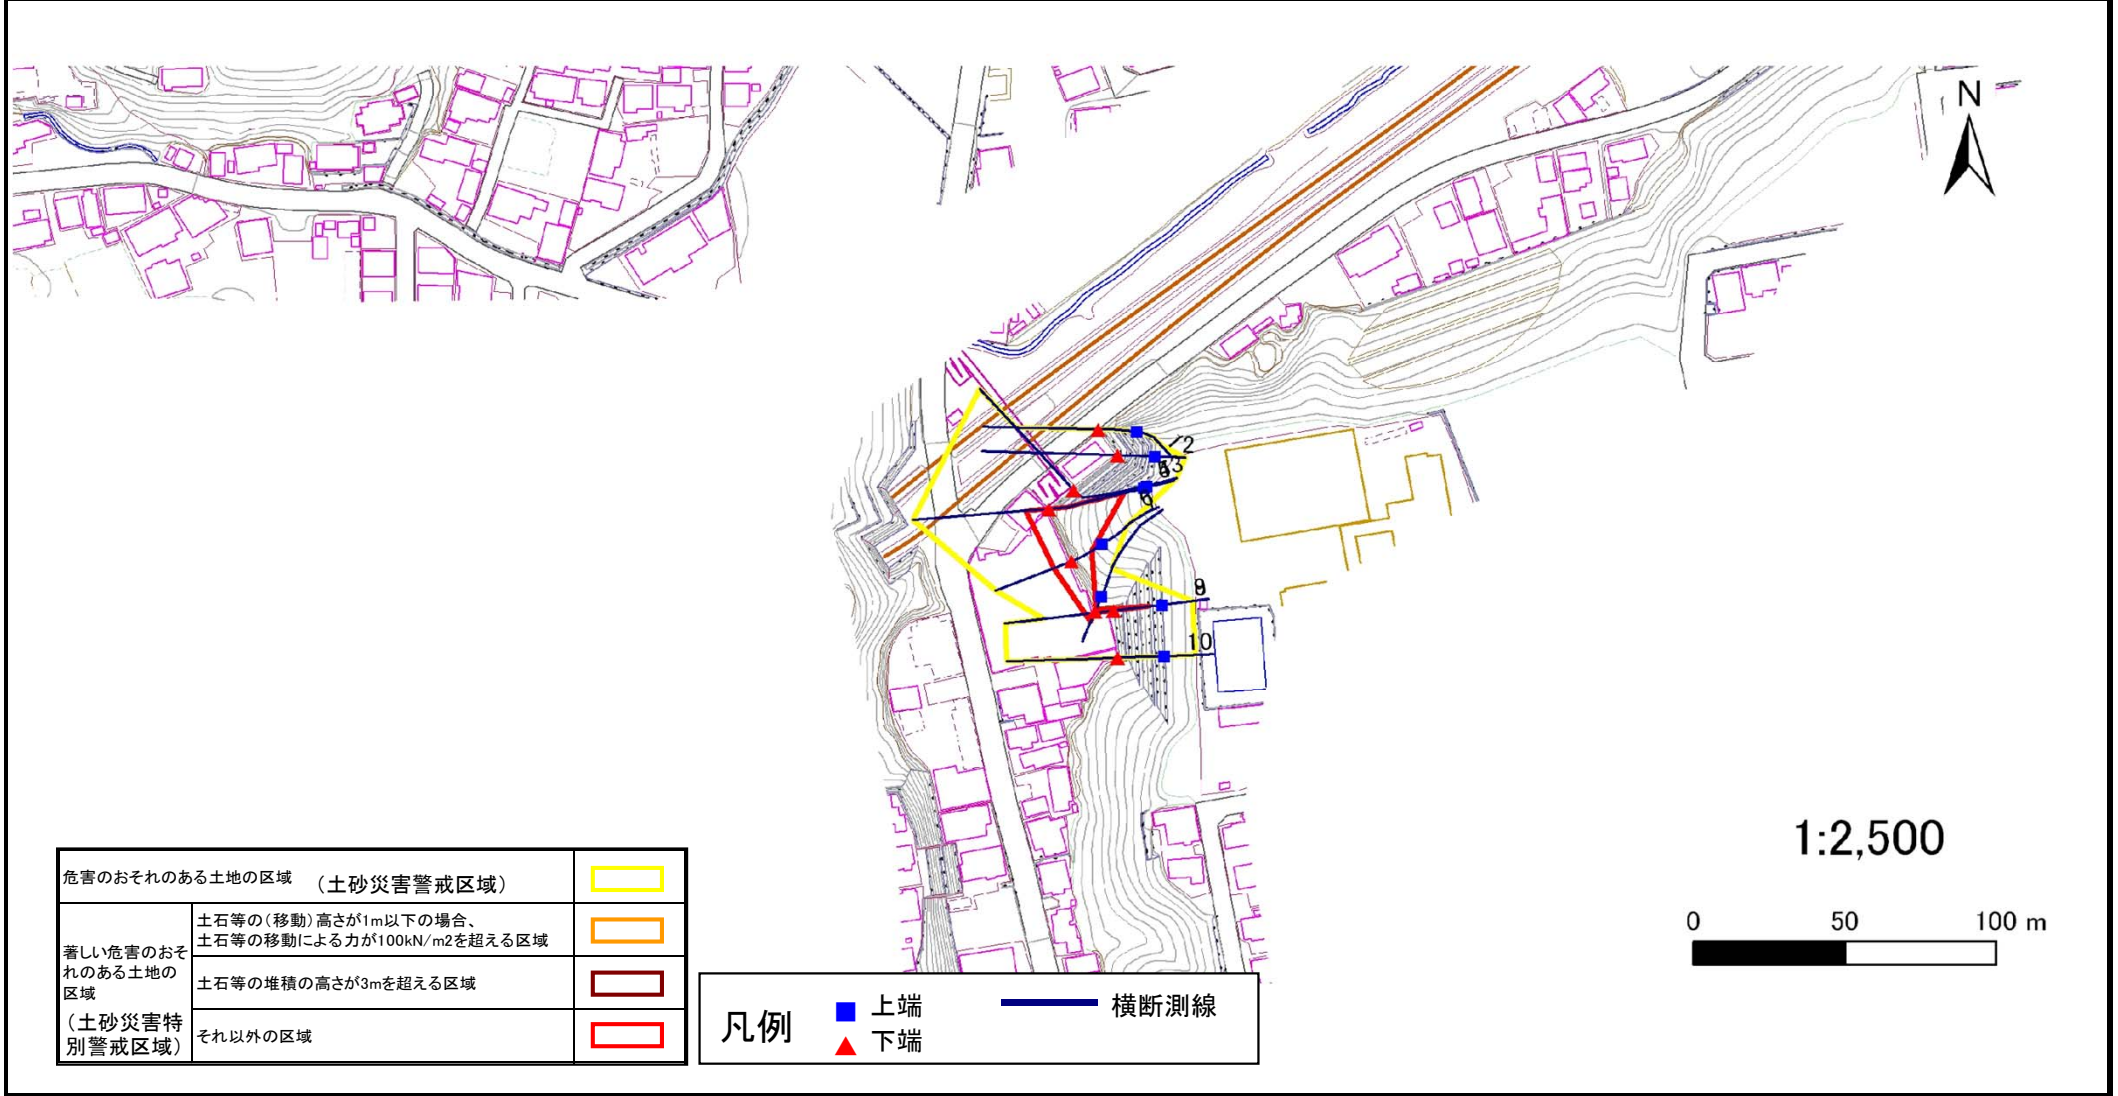 N
2
3
6
9
10
1:2,500
0 50 100 m
危害のおそれのある土地の区域 (土砂災害警戒区域)
著しい危害のおそ
れのある土地の
区域
(土砂災害特
別警戒区域)
土石等の(移動)高さが1m以下の場合、
土石等の移動による力が100kN/m2を超える区域
土石等の堆積の高さが3mを超える区域
それ以外の区域
凡例
上端
下端
横断測線